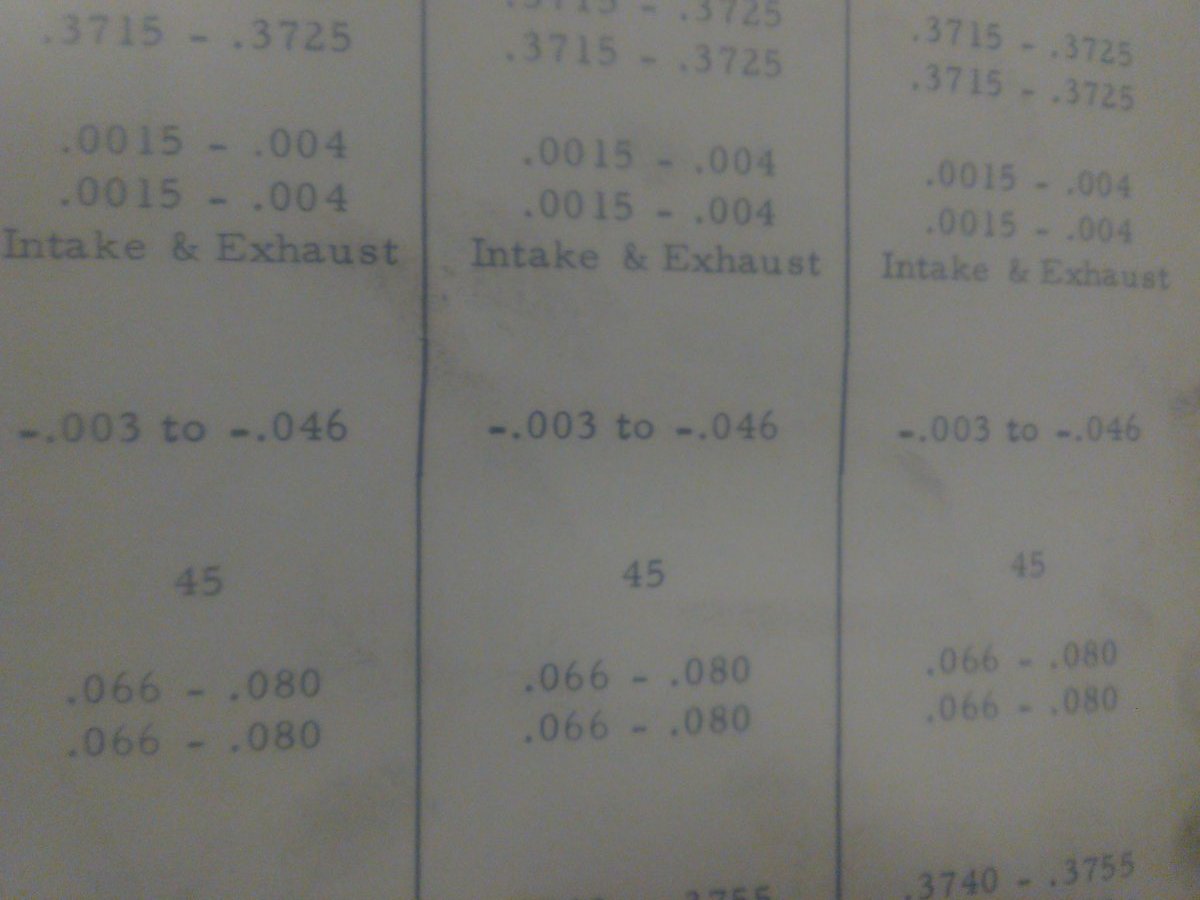 .3715 - .3725
.0015 - .004
.0015 - .004
Intake & Exhaust
-.003 to -.046
45
.066 - .080
.066 - .080
.3715 - .3725
.3715 - .3725
.0015 - .004
.0015 - .004
Intake & Exhaust
-.003 to -.046
45
.066 - .080
.066 - .080
.3715 - .3725
.3715 - .3725
.0015 - .004
.0015 - .004
Intake & Exhaust
-.003 to -.046
45
.066 - .080
.066 - .080
.3740 - .3755